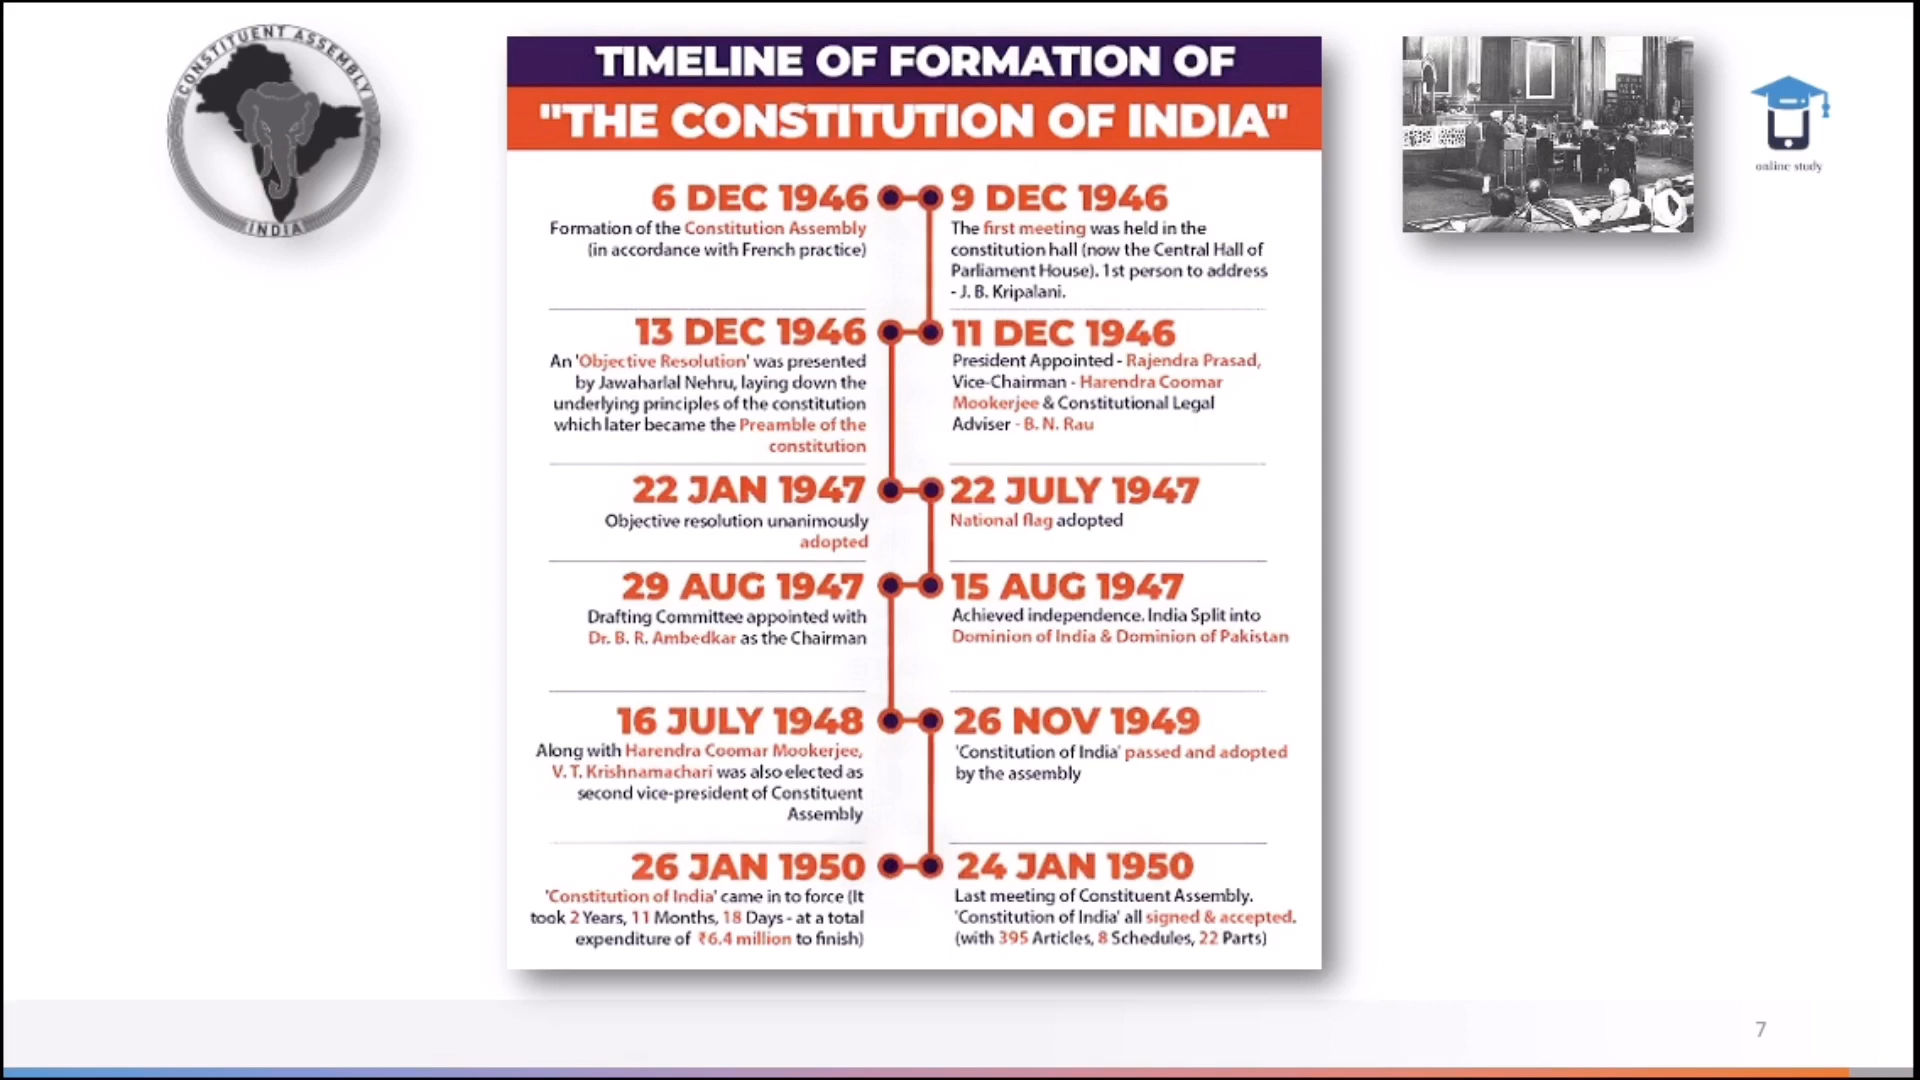 CONSTITUENT ASSEMBLY
INDIA
TIMELINE OF FORMATION OF
"THE CONSTITUTION OF INDIA"
online study
6 DEC 1946
Formation of the Constitution Assembly
(in accordance with French practice)
9 DEC 1946
The first meeting was held in the
constitution hall (now the Central Hall of
Parliament House). 1st person to address
- J. B. Kripalani.
13 DEC 1946
An 'Objective Resolution' was presented
by Jawaharlal Nehru, laying down the
underlying principles of the constitution
which later became the Preamble of the
constitution
11 DEC 1946
President Appointed - Rajendra Prasad,
Vice-Chairman - Harendra Coomar
Mookerjee & Constitutional Legal
Adviser - B. N. Rau
22 JAN 1947
Objective resolution unanimously
adopted
22 JULY 1947
National flag adopted
29 AUG 1947
Drafting Committee appointed with
Dr. B. R. Ambedkar as the Chairman
15 AUG 1947
Achieved independence. India Split into
Dominion of India & Dominion of Pakistan
16 JULY 1948
Along with Harendra Coomar Mookerjee,
V. T. Krishnamachari was also elected as
second vice-president of Constituent
Assembly
26 NOV 1949
'Constitution of India' passed and adopted
by the assembly
26 JAN 1950
'Constitution of India' came in to force (It
took 2 Years, 11 Months, 18 Days - at a total
expenditure of ₹6.4 million to finish)
24 JAN 1950
Last meeting of Constituent Assembly.
'Constitution of India' all signed & accepted.
(with 395 Articles, 8 Schedules, 22 Parts)
7